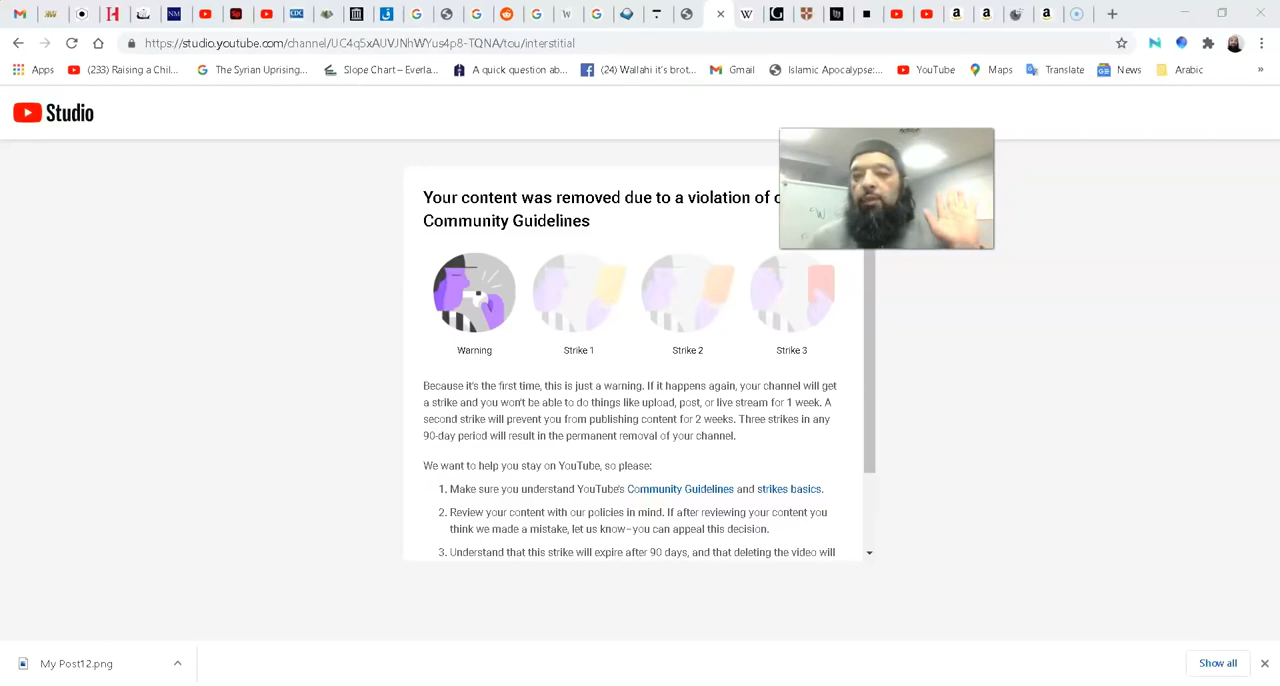 https://studio.youtube.com/channel/UC4q5xAUVJNhWYus4p8-TQNA/tou/interstitial
Apps (233) Raising a Chil... The Syrian Uprising... Slope Chart – Everla... A quick question ab... (24) Wallahi it's brot... Gmail Islamic Apocalypse:... YouTube Maps Translate News Arabic »
Studio
Your content was removed due to a violation of
Community Guidelines
Warning Strike 1 Strike 2 Strike 3
Because it's the first time, this is just a warning. If it happens again, your channel will get
a strike and you won't be able to do things like upload, post, or live stream for 1 week. A
second strike will prevent you from publishing content for 2 weeks. Three strikes in any
90-day period will result in the permanent removal of your channel.
We want to help you stay on YouTube, so please:
1. Make sure you understand YouTube's Community Guidelines and strikes basics.
2. Review your content with our policies in mind. If after reviewing your content you
think we made a mistake, let us know–you can appeal this decision.
3. Understand that this strike will expire after 90 days, and that deleting the video will
My Post12.png
Show all